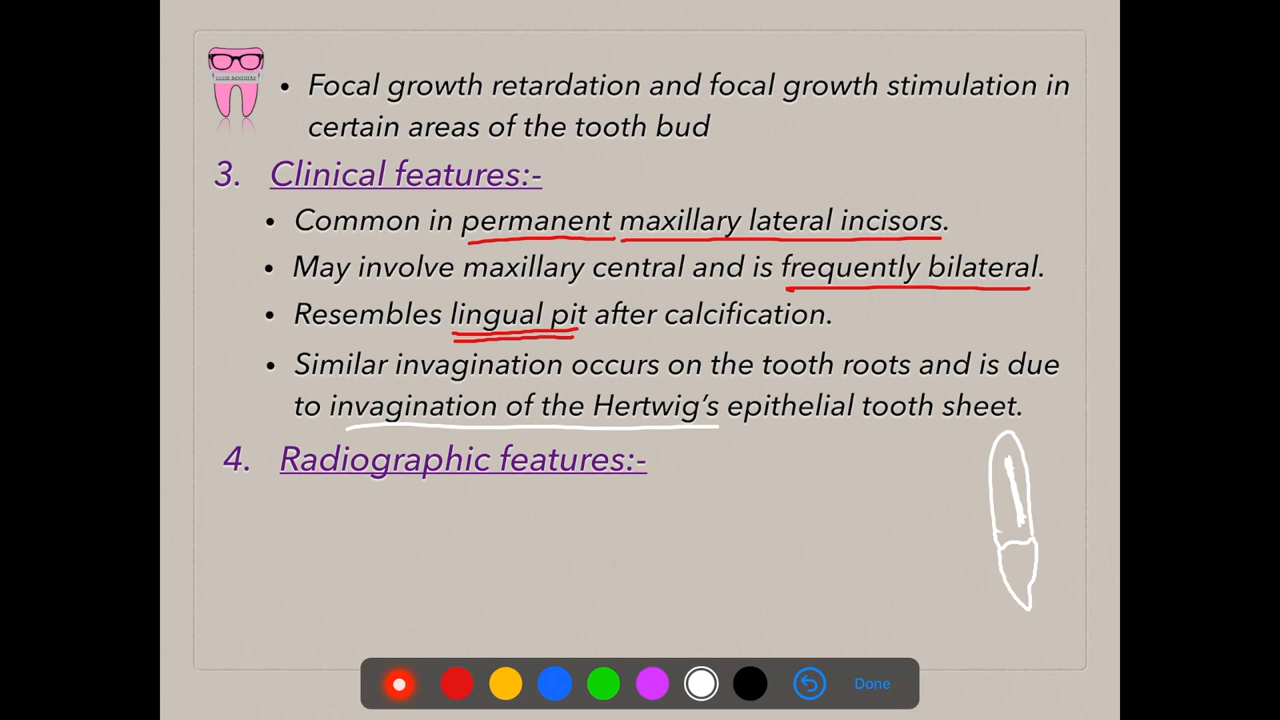 • Focal growth retardation and focal growth stimulation in
certain areas of the tooth bud
3. Clinical features:-
• Common in permanent maxillary lateral incisors.
• May involve maxillary central and is frequently bilateral.
• Resembles lingual pit after calcification.
• Similar invagination occurs on the tooth roots and is due
to invagination of the Hertwig’s epithelial tooth sheet.
4. Radiographic features:-
Done